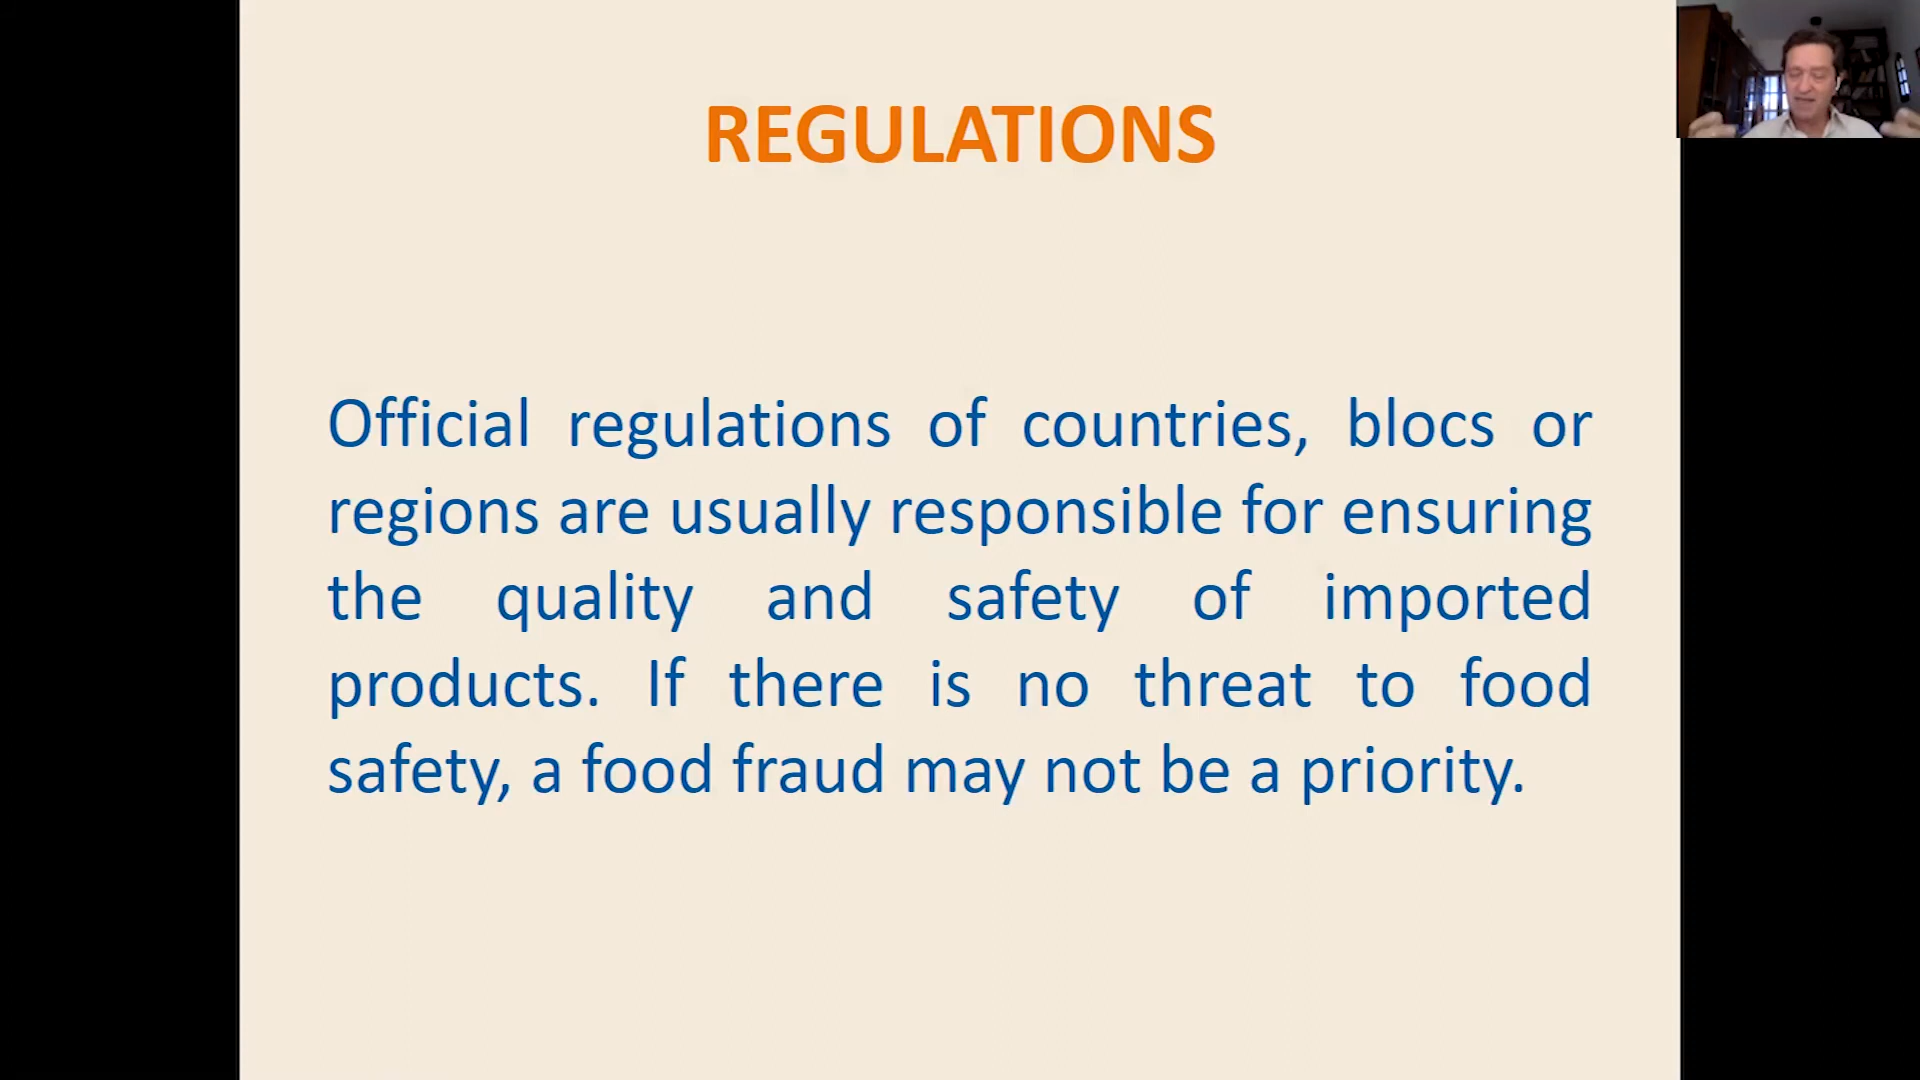 REGULATIONS
Official regulations of countries, blocs or
regions are usually responsible for ensuring
the quality and safety of imported
products. If there is no threat to food
safety, a food fraud may not be a priority.